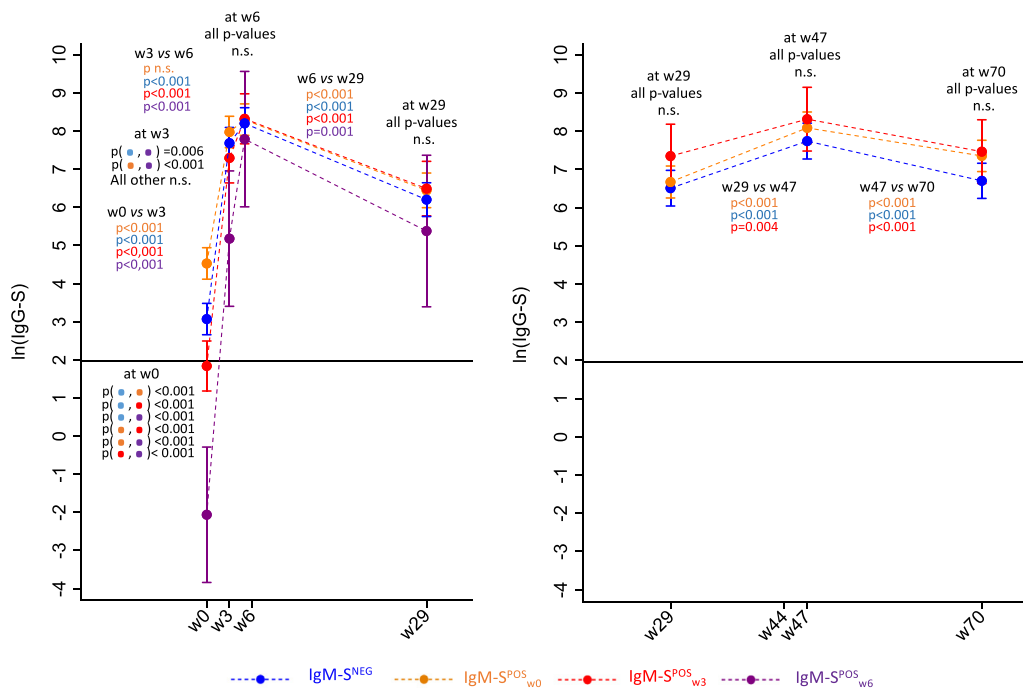 at w6
all p-values
n.s.
w3 vs w6
p n.s.
p<0.001
p<0.001
p<0.001
w6 vs w29
p<0.001
p<0.001
p<0.001
p=0.001
at w29
all p-values
n.s.
at w3
p( , ) =0.006
p( , ) <0.001
All other n.s.
w0 vs w3
p<0.001
p<0.001
p<0,001
p<0,001
at w0
p( , ) <0.001
p( , ) <0.001
p( , ) <0.001
p( , ) <0.001
p( , ) <0.001
p( , )< 0.001
ln(IgG-S)
10
9
8
7
6
5
4
3
2
1
0
-1
-2
-3
-4
w0
w3
w6
w29
at w29
all p-values
n.s.
at w47
all p-values
n.s.
at w70
all p-values
n.s.
w29 vs w47
p<0.001
p<0.001
p=0.004
w47 vs w70
p<0.001
p<0.001
p<0.001
ln(IgG-S)
10
9
8
7
6
5
4
3
2
1
0
-1
-2
-3
-4
w29
w44
w47
w70
IgM-S^NEG
IgM-S^POS_w0
IgM-S^POS_w3
IgM-S^POS_w6